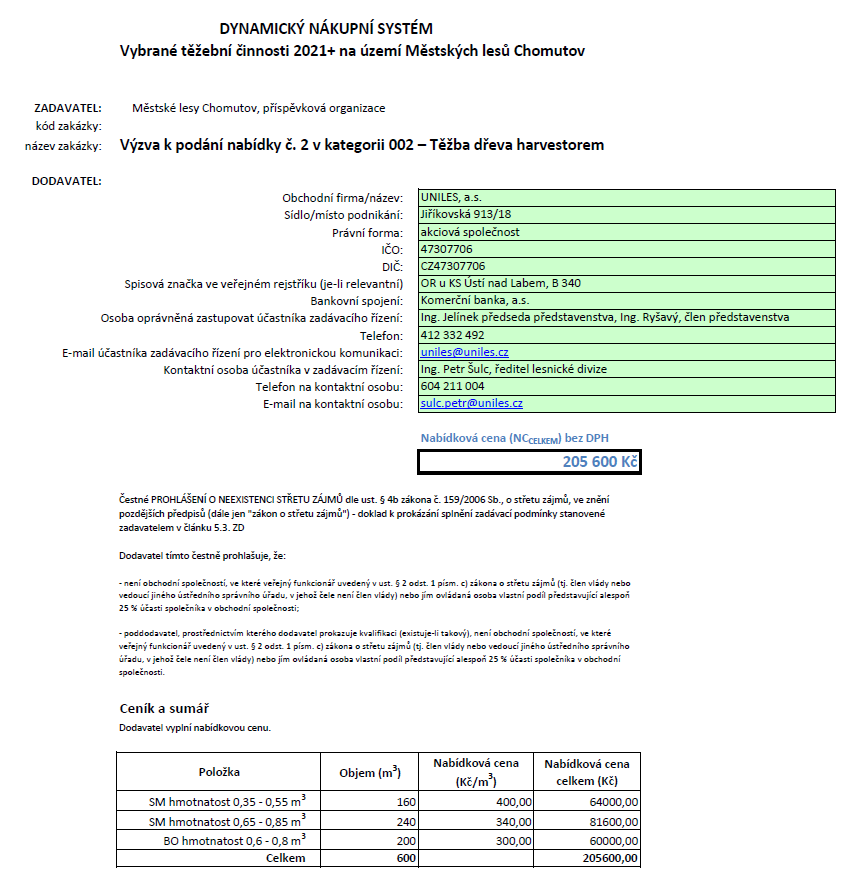 DYNAMICKÝ NÁKUPNÍ SYSTÉM
Vybrané těžební činnosti 2021+ na území Městských lesů Chomutov
ZADAVATEL: Městské lesy Chomutov, příspěvková organizace
kód zakázky:
název zakázky: Výzva k podání nabídky č. 2 v kategorii 002 – Těžba dřeva harvestorem
DODAVATEL:
Obchodní firma/název: UNILES, a.s.
Sídlo/místo podnikání: Jiříkovská 913/18
Právní forma: akciová společnost
IČO: 47307706
DIČ: CZ47307706
Spisová značka ve veřejném rejstříku (je-li relevantní) OR u KS Ústí nad Labem, B 340
Bankovní spojení: Komerční banka, a.s.
Osoba oprávněná zastupovat účastníka zadávacího řízení: Ing. Jelínek předseda představenstva, Ing. Ryšavý, člen představenstva
Telefon: 412 332 492
E-mail účastníka zadávacího řízení pro elektronickou komunikaci: uniles@uniles.cz
Kontaktní osoba účastníka v zadávacím řízení: Ing. Petr Šulc, ředitel lesnické divize
Telefon na kontaktní osobu: 604 211 004
E-mail na kontaktní osobu: sulc.petr@uniles.cz
Nabídková cena (NCCELKEM) bez DPH
205 600 Kč
Čestné PROHLÁŠENÍ O NEEXISTENCI STŘETU ZÁJMŮ dle ust. § 4b zákona č. 159/2006 Sb., o střetu zájmů, ve znění
pozdějších předpisů (dále jen "zákon o střetu zájmů") - doklad k prokázání splnění zadávací podmínky stanovené
zadavatelem v článku 5.3. ZD
Dodavatel tímto čestně prohlašuje, že:
- není obchodní společností, ve které veřejný funkcionář uvedený v ust. § 2 odst. 1 písm. c) zákona o střetu zájmů (tj. člen vlády nebo
vedoucí jiného ústředního správního úřadu, v jehož čele není člen vlády) nebo jím ovládaná osoba vlastní podíl představující alespoň
25 % účasti společníka v obchodní společnosti;
- poddodavatel, prostřednictvím kterého dodavatel prokazuje kvalifikaci (existuje-li takový), není obchodní společností, ve které
veřejný funkcionář uvedený v ust. § 2 odst. 1 písm. c) zákona o střetu zájmů (tj. člen vlády nebo vedoucí jiného ústředního správního
úřadu, v jehož čele není člen vlády) nebo jím ovládaná osoba vlastní podíl představující alespoň 25 % účasti společníka v obchodní
společnosti.
Ceník a sumář
Dodavatel vyplní nabídkovou cenu.
Položka Objem (m³) Nabídková cena (Kč/m³) Nabídková cena celkem (Kč)
SM hmotnatost 0,35 - 0,55 m³ 160 400,00 64000,00
SM hmotnatost 0,65 - 0,85 m³ 240 340,00 81600,00
BO hmotnatost 0,6 - 0,8 m³ 200 300,00 60000,00
Celkem 600 205600,00